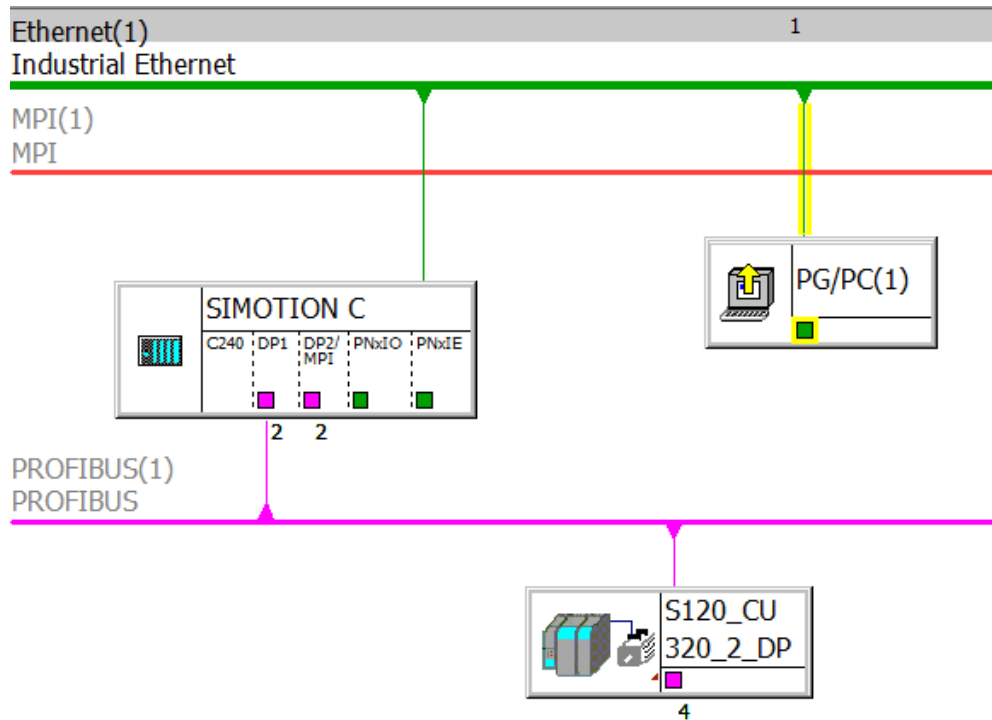 Ethernet(1)
1
Industrial Ethernet
MPI(1)
MPI
PG/PC(1)
SIMOTION C
C240 DP1 DP2/ MPI PNxIO PNxIE
2 2
PROFIBUS(1)
PROFIBUS
S120_CU
320_2_DP
4